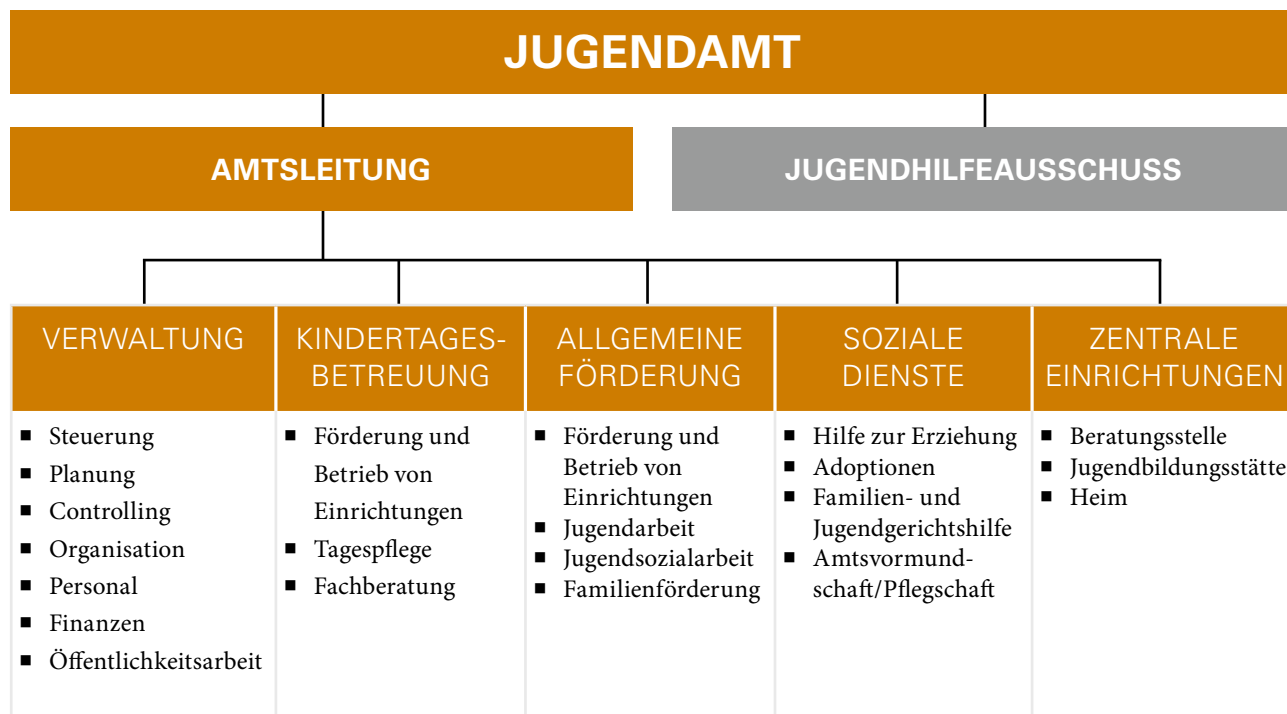 JUGENDAMT
AMTSLEITUNG
JUGENDHILFEAUSSCHUSS
VERWALTUNG
■ Steuerung
■ Planung
■ Controlling
■ Organisation
■ Personal
■ Finanzen
■ Öffentlichkeitsarbeit
KINDERTAGES-
BETREUUNG
■ Förderung und
Betrieb von
Einrichtungen
■ Tagespflege
■ Fachberatung
ALLGEMEINE
FÖRDERUNG
■ Förderung und
Betrieb von
Einrichtungen
■ Jugendarbeit
■ Jugendsozialarbeit
■ Familienförderung
SOZIALE
DIENSTE
■ Hilfe zur Erziehung
■ Adoptionen
■ Familien- und
Jugendgerichtshilfe
■ Amtsvormund-
schaft/Pflegschaft
ZENTRALE
EINRICHTUNGEN
■ Beratungsstelle
■ Jugendbildungsstätte
■ Heim